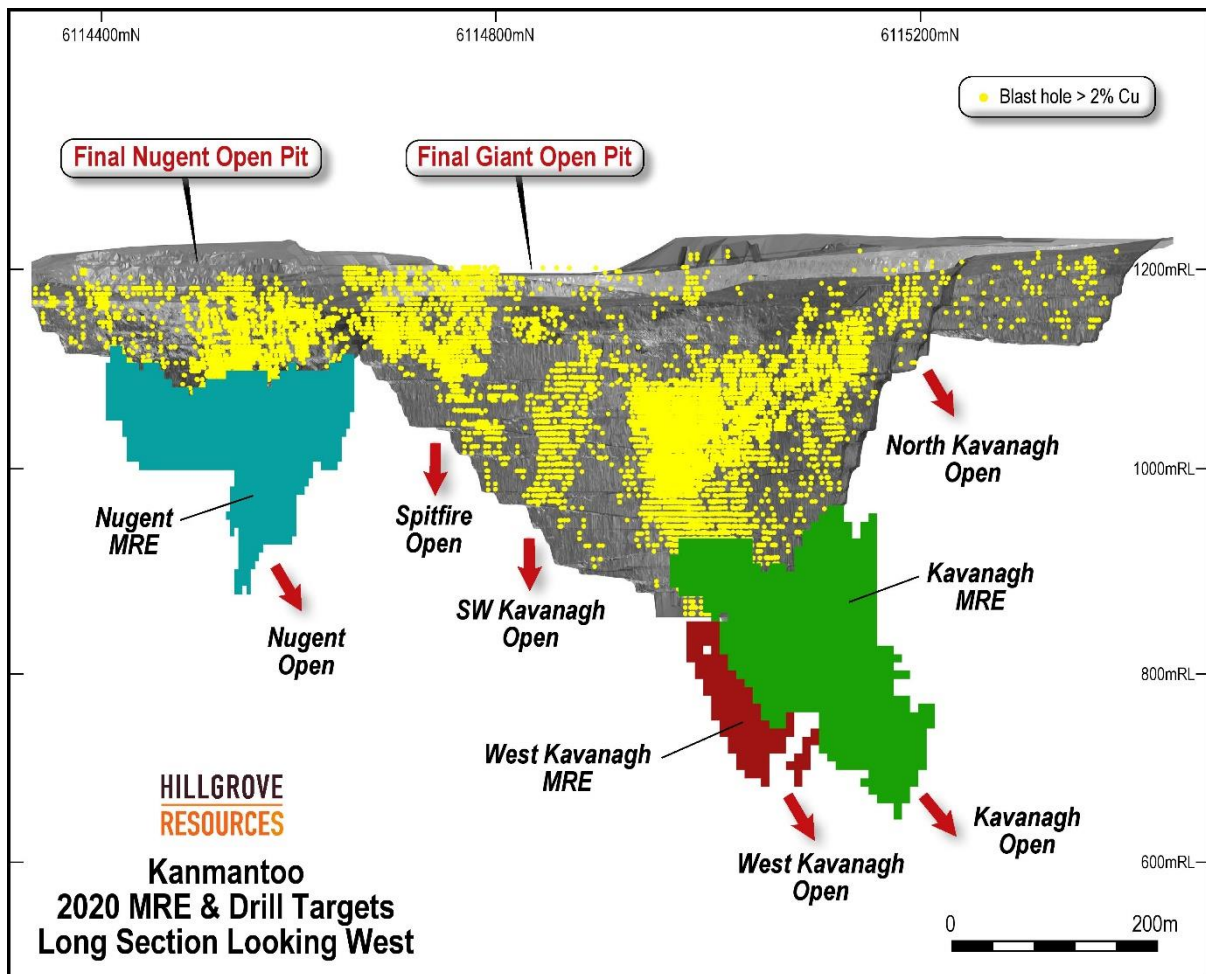 6114400mN
6114800mN
6115200mN
Blast hole > 2% Cu
Final Nugent Open Pit
Final Giant Open Pit
1200mRL
North Kavanagh
Open
1000mRL
Nugent
MRE
Spitfire
Open
Kavanagh
MRE
SW Kavanagh
Open
Nugent
Open
800mRL
West Kavanagh
MRE
HILLGROVE
RESOURCES
Kavanagh
Open
West Kavanagh
Open
600mRL
Kanmantoo
2020 MRE & Drill Targets
Long Section Looking West
0
200m